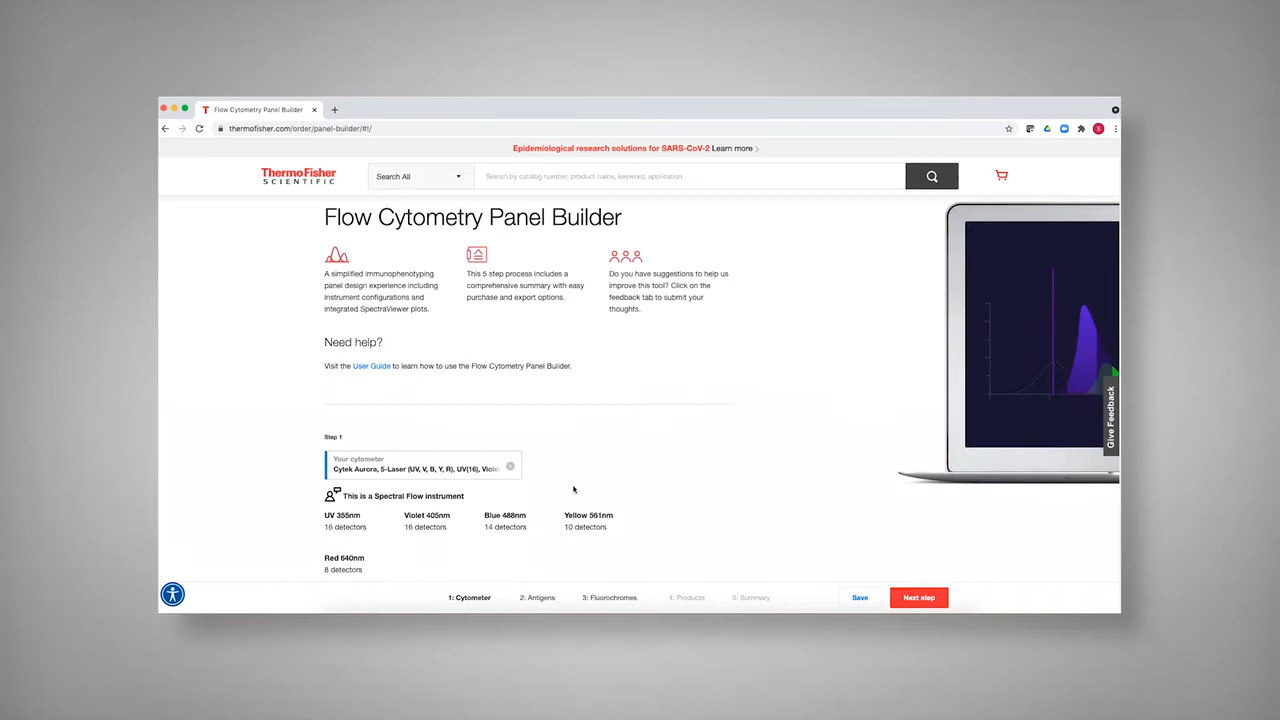 Flow Cytometry Panel Builder
thermofisher.com/order/panel-builder/#!/
S
Epidemiological research solutions for SARS-CoV-2 Learn more
ThermoFisher
SCIENTIFIC
Search All
Search by catalog number, product name, keyword, application
Flow Cytometry Panel Builder
A simplified immunophenotyping
panel design experience including
instrument configurations and
integrated SpectraViewer plots.
This 5 step process includes a
comprehensive summary with easy
purchase and export options.
Do you have suggestions to help us
improve this tool? Click on the
feedback tab to submit your
thoughts.
Need help?
Visit the User Guide to learn how to use the Flow Cytometry Panel Builder.
Give Feedback
Step 1
Your cytometer
Cytek Aurora, 5-Laser (UV, V, B, Y, R), UV(16), Viole
This is a Spectral Flow instrument
UV 355nm
16 detectors
Violet 405nm
16 detectors
Blue 488nm
14 detectors
Yellow 561nm
10 detectors
Red 640nm
8 detectors
1: Cytometer
2: Antigens
3: Fluorochromes
4: Products
5: Summary
Save
Next step